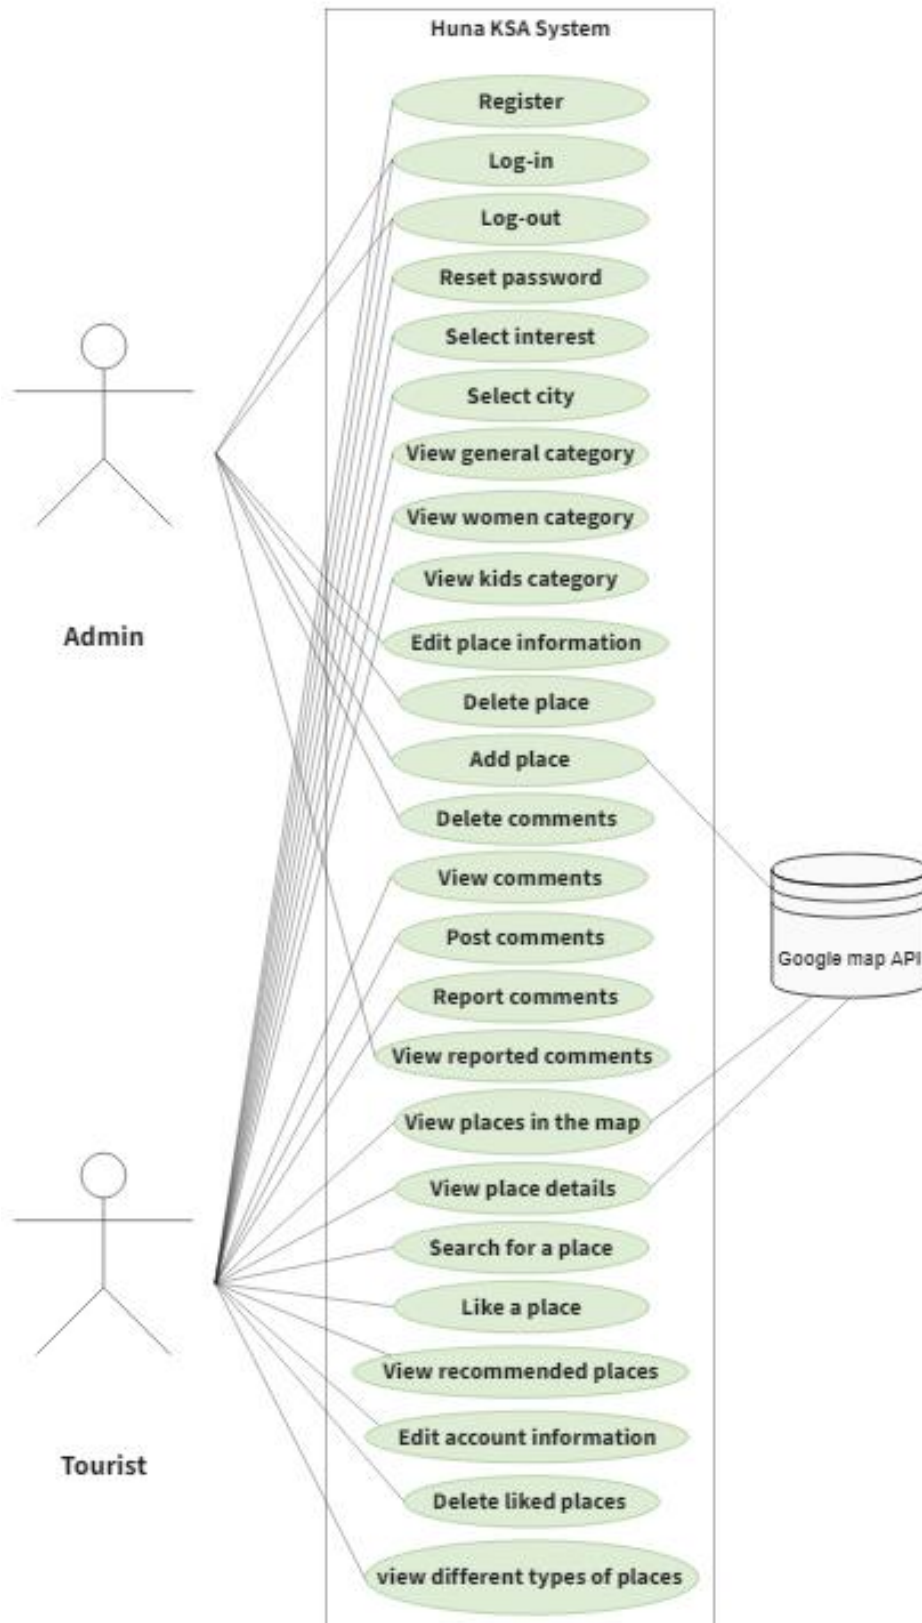 Huna KSA System
Register
Log-in
Log-out
Reset password
Select interest
Select city
View general category
View women category
View kids category
Admin
Edit place information
Delete place
Add place
Delete comments
View comments
Post comments
Google map API
Report comments
View reported comments
View places in the map
View place details
Search for a place
Like a place
View recommended places
Edit account information
Tourist
Delete liked places
view different types of places